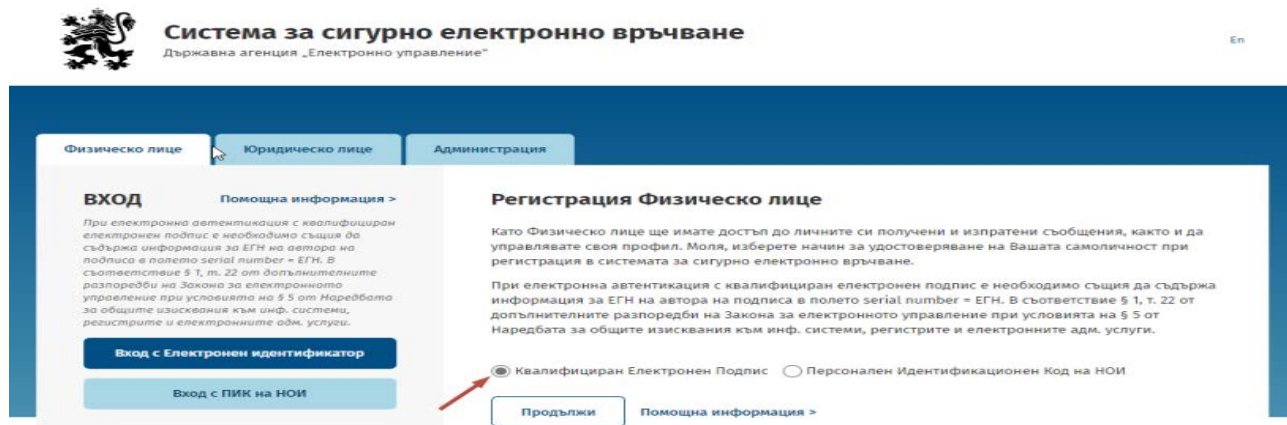 Система за сигурно електронно връчване
Държавна агенция „Електронно управление“
En
Физическо лице
Юридическо лице
Администрация
ВХОД
Помощна информация >
При електронна автентикация с квалифициран
електронен подпис е необходимо същия да
съдържа информация за ЕГН на автора на
подписа в полето serial number = ЕГН. В
съответствие § 1, т. 22 от допълнителните
разпоредби на Закона за електронното
управление при условията на § 5 от Наредбата
за общите изисквания към инф. системи,
регистрите и електронните адм. услуги.
Вход с Електронен идентификатор
Вход с ПИК на НОИ
Регистрация Физическо лице
Като Физическо лице ще имате достъп до личните си получени и изпратени съобщения, както и да
управлявате своя профил. Моля, изберете начин за удостоверяване на Вашата самоличност при
регистрация в системата за сигурно електронно връчване.
При електронна автентикация с квалифициран електронен подпис е необходимо същия да съдържа
информация за ЕГН на автора на подписа в полето serial number = ЕГН. В съответствие § 1, т. 22 от
допълнителните разпоредби на Закона за електронното управление при условията на § 5 от
Наредбата за общите изисквания към инф. системи, регистрите и електронните адм. услуги.
Квалифициран Електронен Подпис
Персонален Идентификационен Код на НОИ
Продължи
Помощна информация >